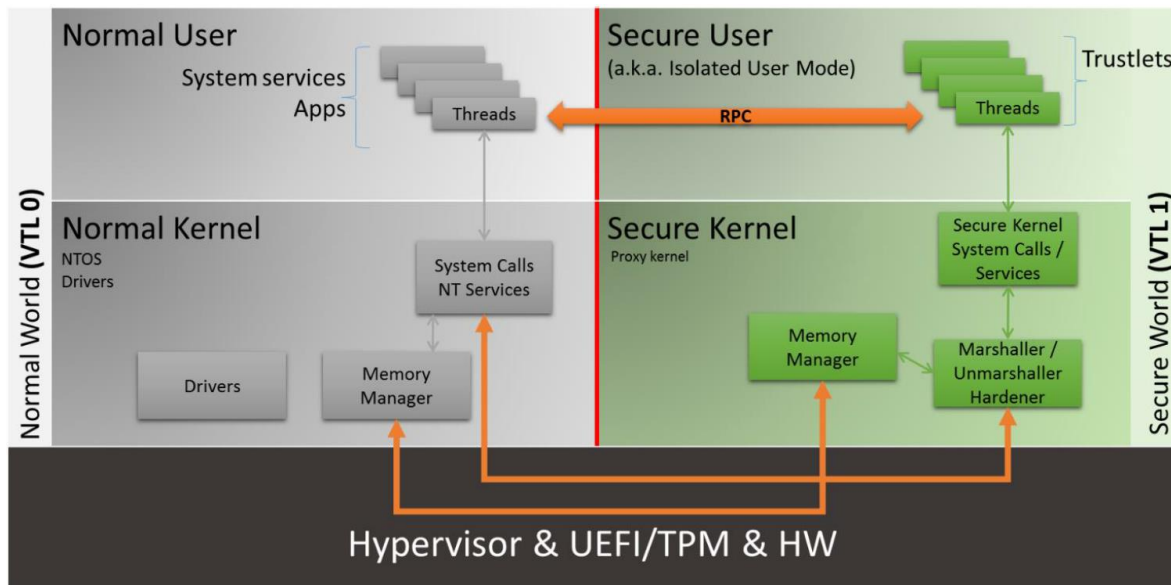 Normal User
System services
Apps
Threads
Secure User
(a.k.a. Isolated User Mode)
Trustlets
Threads
RPC
Normal World (VTL 0)
Normal Kernel
NTOS
Drivers
System Calls
NT Services
Drivers
Memory
Manager
Secure Kernel
Proxy kernel
Secure Kernel
System Calls /
Services
Memory
Manager
Marshaller /
Unmarshaller
Hardener
Secure World (VTL 1)
Hypervisor & UEFI/TPM & HW